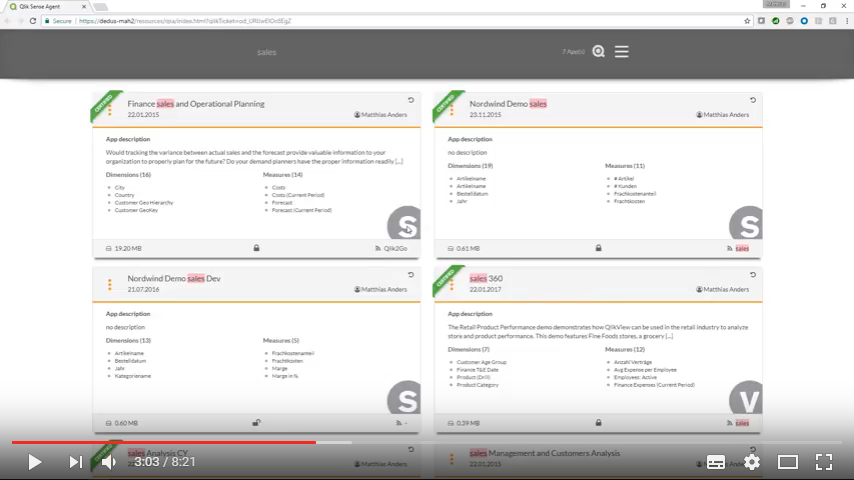 Qlik Sense Agent
Secure
https://dedus-mah2/resources/qsa/index.html?qlikTicket=
sales
7 App(s)
CERTIFIED
Finance sales and Operational Planning
22.01.2015
Matthias Anders
App description
Would tracking the variance between actual sales and the forecast provide valuable information to your
organization to properly plan for the future? Do your demand planners have the proper information readily [...]
Dimensions (16)
Measures (14)
City
Country
Customer Geo Hierarchy
Customer GeoKey
Costs
Costs (Current Period)
Forecast
Forecast (Current Period)
S
19.20 MB
Qlik2Go
CERTIFIED
Nordwind Demo sales
23.11.2015
Matthias Anders
App description
no description
Dimensions (19)
Measures (11)
Artikelname
Artikelname
Bestelldatum
Jahr
# Artikel
# Kunden
Frachkostenanteil
Frachtkosten
S
0.61 MB
sales
Nordwind Demo sales Dev
21.07.2016
Matthias Anders
App description
no description
Dimensions (13)
Measures (5)
Artikelname
Bestelldatum
Jahr
Kategoriename
Frachkostenanteil
Frachtkosten
Marge
Marge in %
S
0.60 MB
-
CERTIFIED
sales 360
22.01.2017
Matthias Anders
App description
The Retail Product Performance demo demonstrates how QlikView can be used in the retail industry to analyze
store and product performance. This demo features Fine Foods stores, a grocery [...]
Dimensions (7)
Measures (12)
Customer Age Group
Finance T&E Date
Product (Drill)
Product Category
Anzahl Verträge
Avg Expense per Employee
Employees: Active
Finance Expenses (Current Period)
V
0.39 MB
sales
sales Analysis CY
Matthias Anders
sales Management and Customers Analysis
22.01.2015
Matthias Anders
3:03 / 8:21